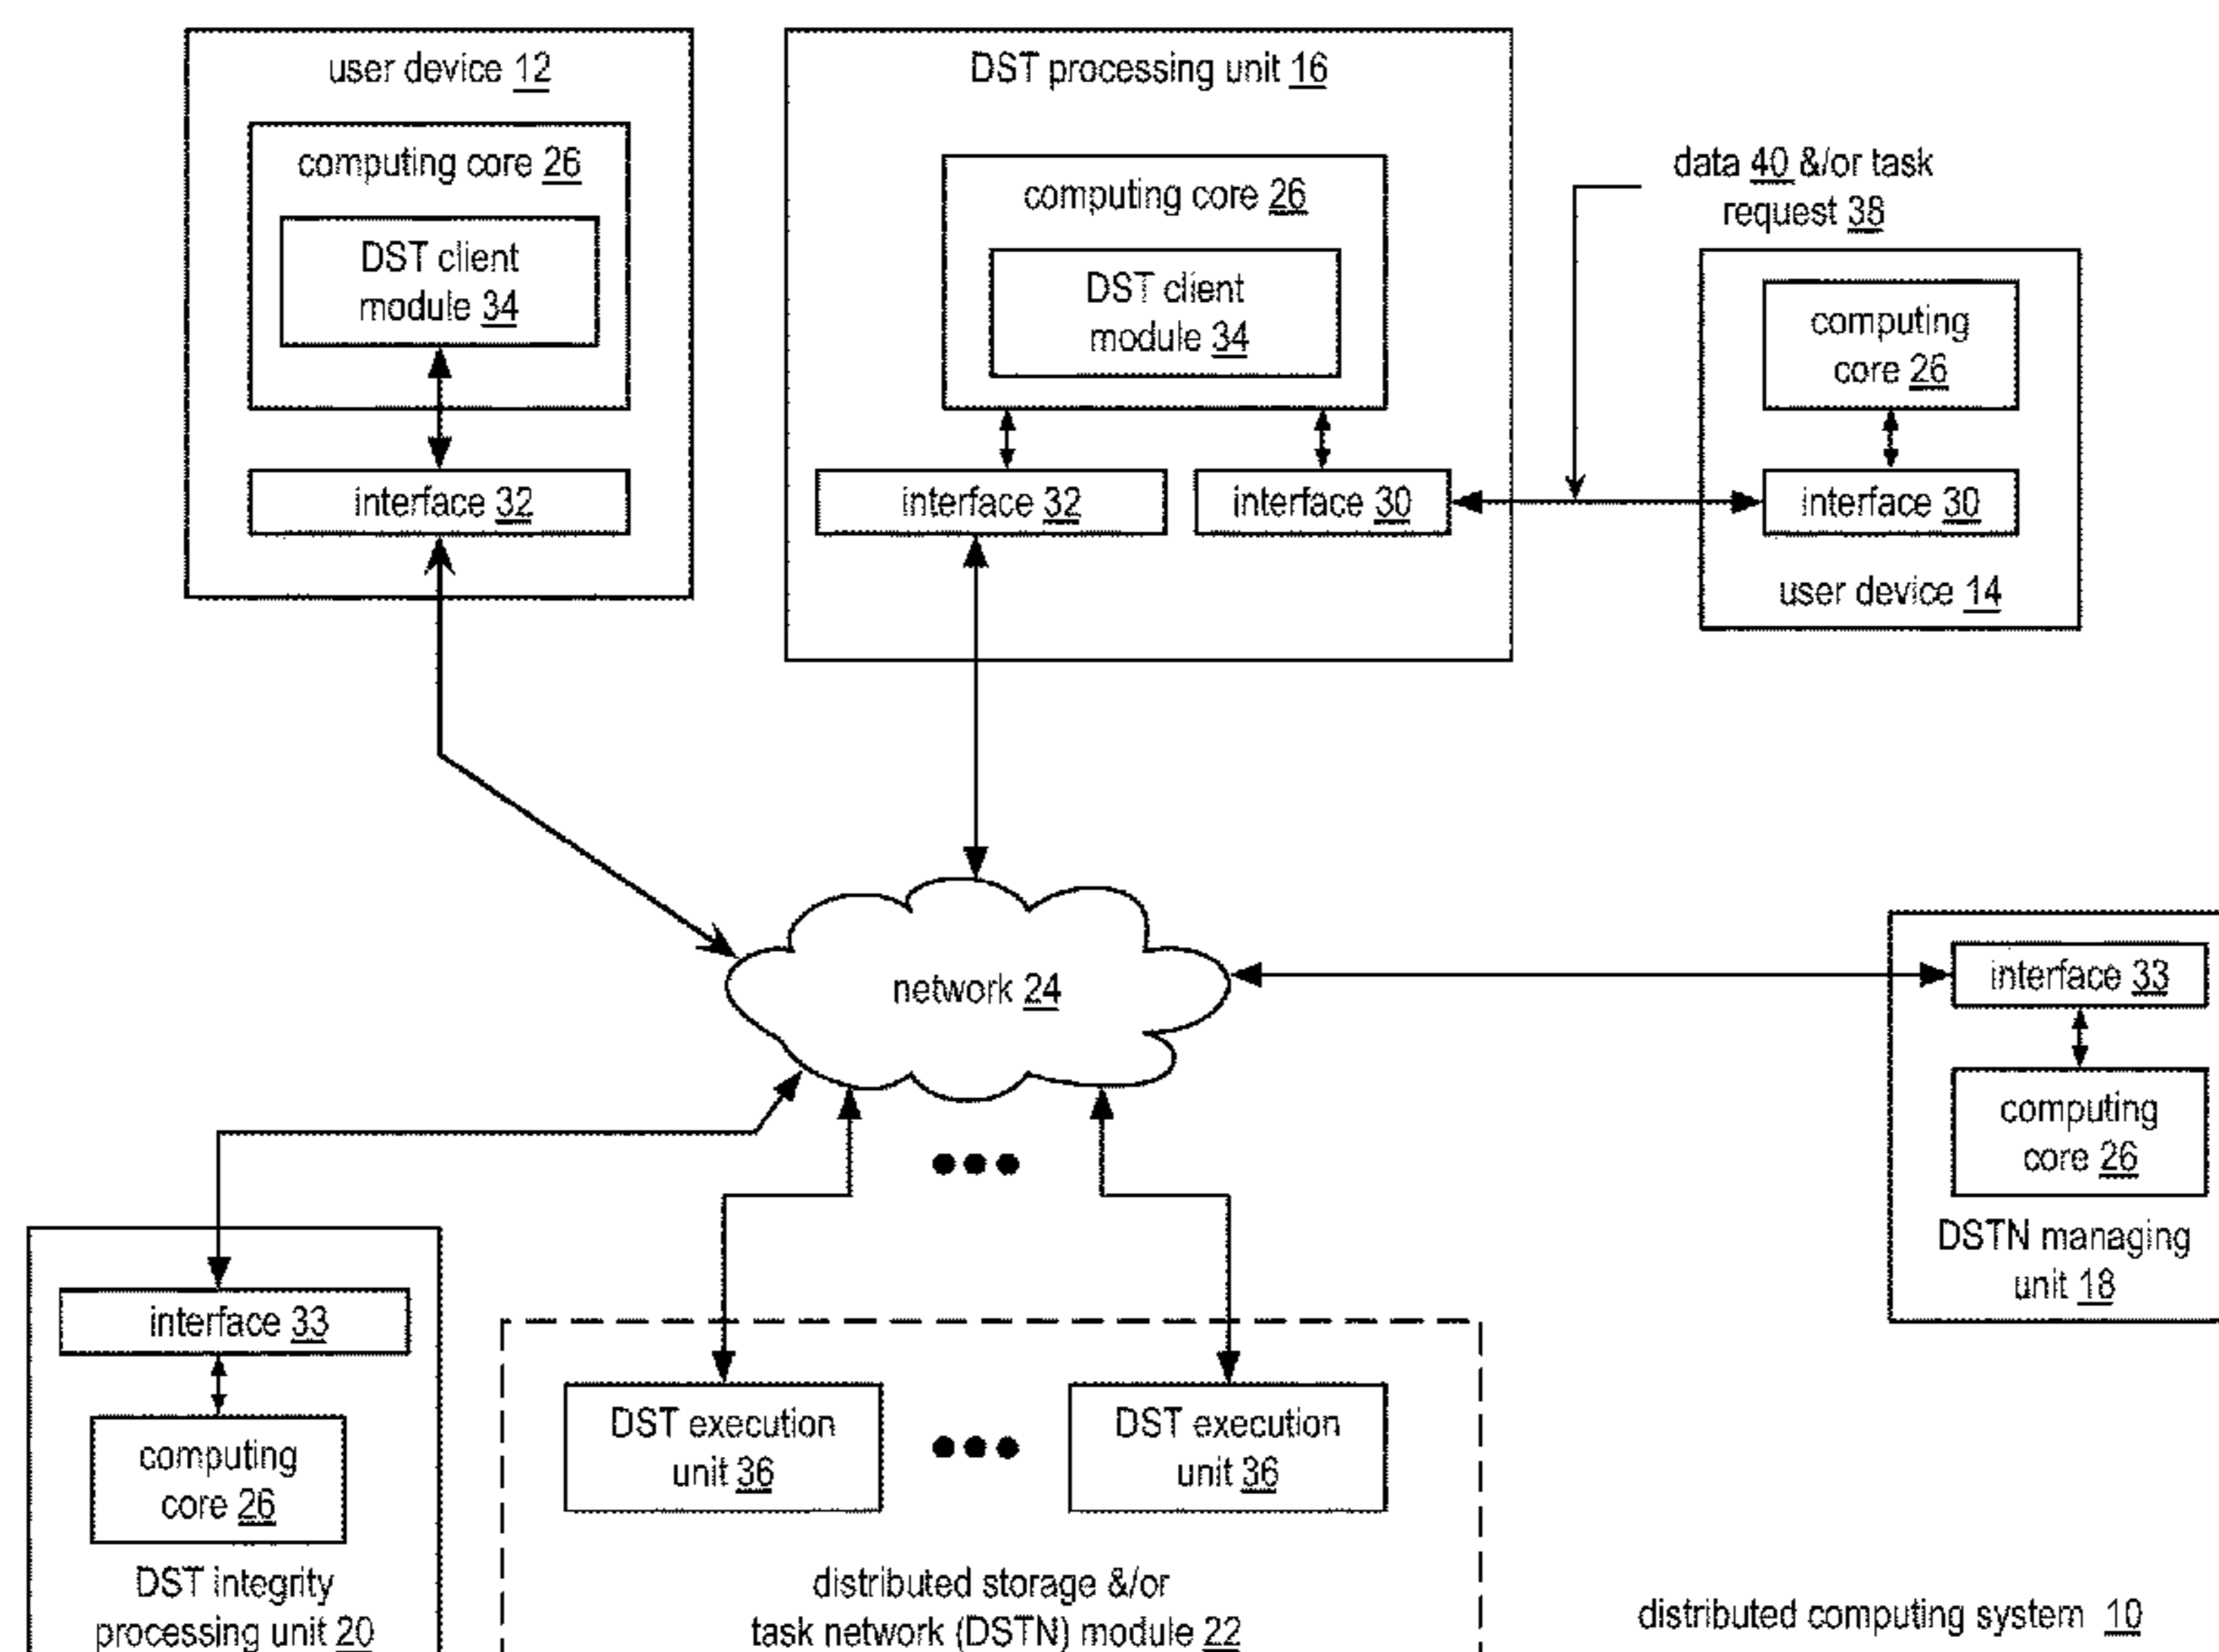 user device 12
computing core 26
DST client
module 34
interface 32
DST processing unit 16
computing core 26
DST client
module 34
interface 32
interface 30
data 40 &/or task
request 38
computing
core 26
interface 30
user device 14
network 24
interface 33
computing
core 26
DSTN managing
unit 18
interface 33
computing
core 26
DST integrity
processing unit 20
DST execution
unit 36
DST execution
unit 36
distributed storage &/or
task network (DSTN) module 22
distributed computing system 10